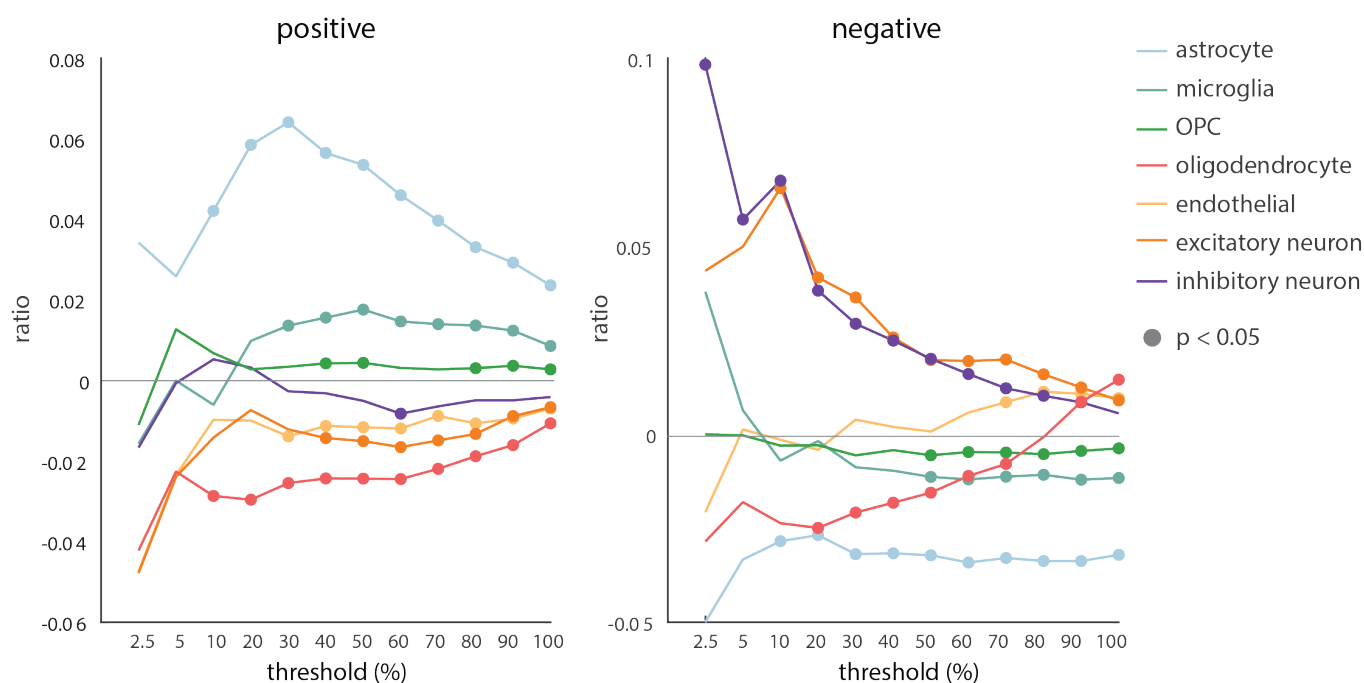 positive
0.08
0.06
0.04
0.02
0
-0.02
-0.04
-0.06
ratio
2.5 5 10 20 30 40 50 60 70 80 90 100
threshold (%)
negative
0.1
0.05
0
-0.05
ratio
2.5 5 10 20 30 40 50 60 70 80 90 100
threshold (%)
astrocyte
microglia
OPC
oligodendrocyte
endothelial
excitatory neuron
inhibitory neuron
p < 0.05